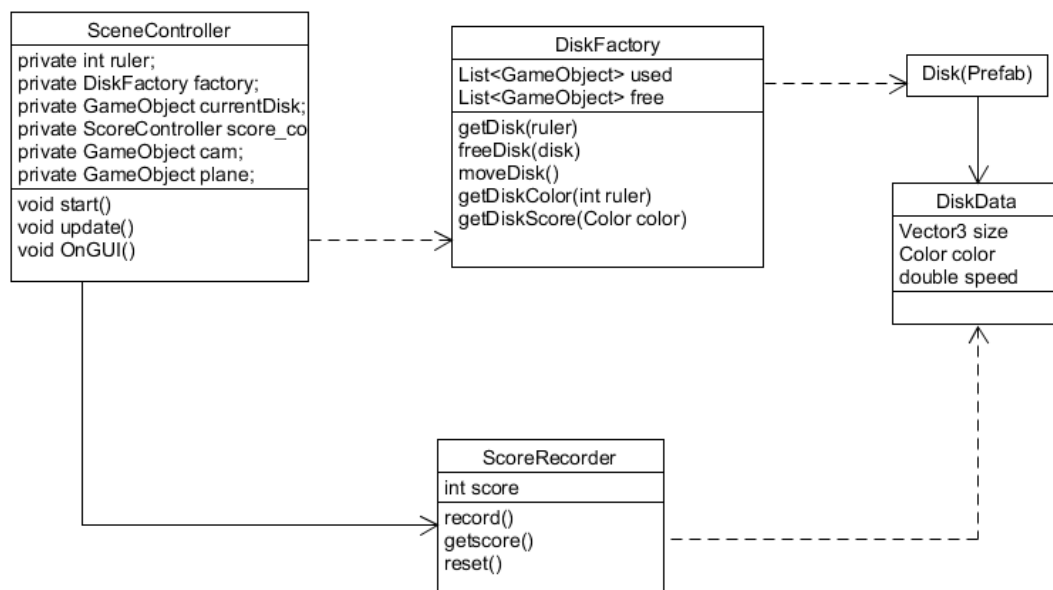 SceneController
private int ruler;
private DiskFactory factory;
private GameObject currentDisk;
private ScoreController score_co
private GameObject cam;
private GameObject plane;
void start()
void update()
void OnGUI()
DiskFactory
List<GameObject> used
List<GameObject> free
getDisk(ruler)
freeDisk(disk)
moveDisk()
getDiskColor(int ruler)
getDiskScore(Color color)
Disk(Prefab)
DiskData
Vector3 size
Color color
double speed
ScoreRecorder
int score
record()
getscore()
reset()